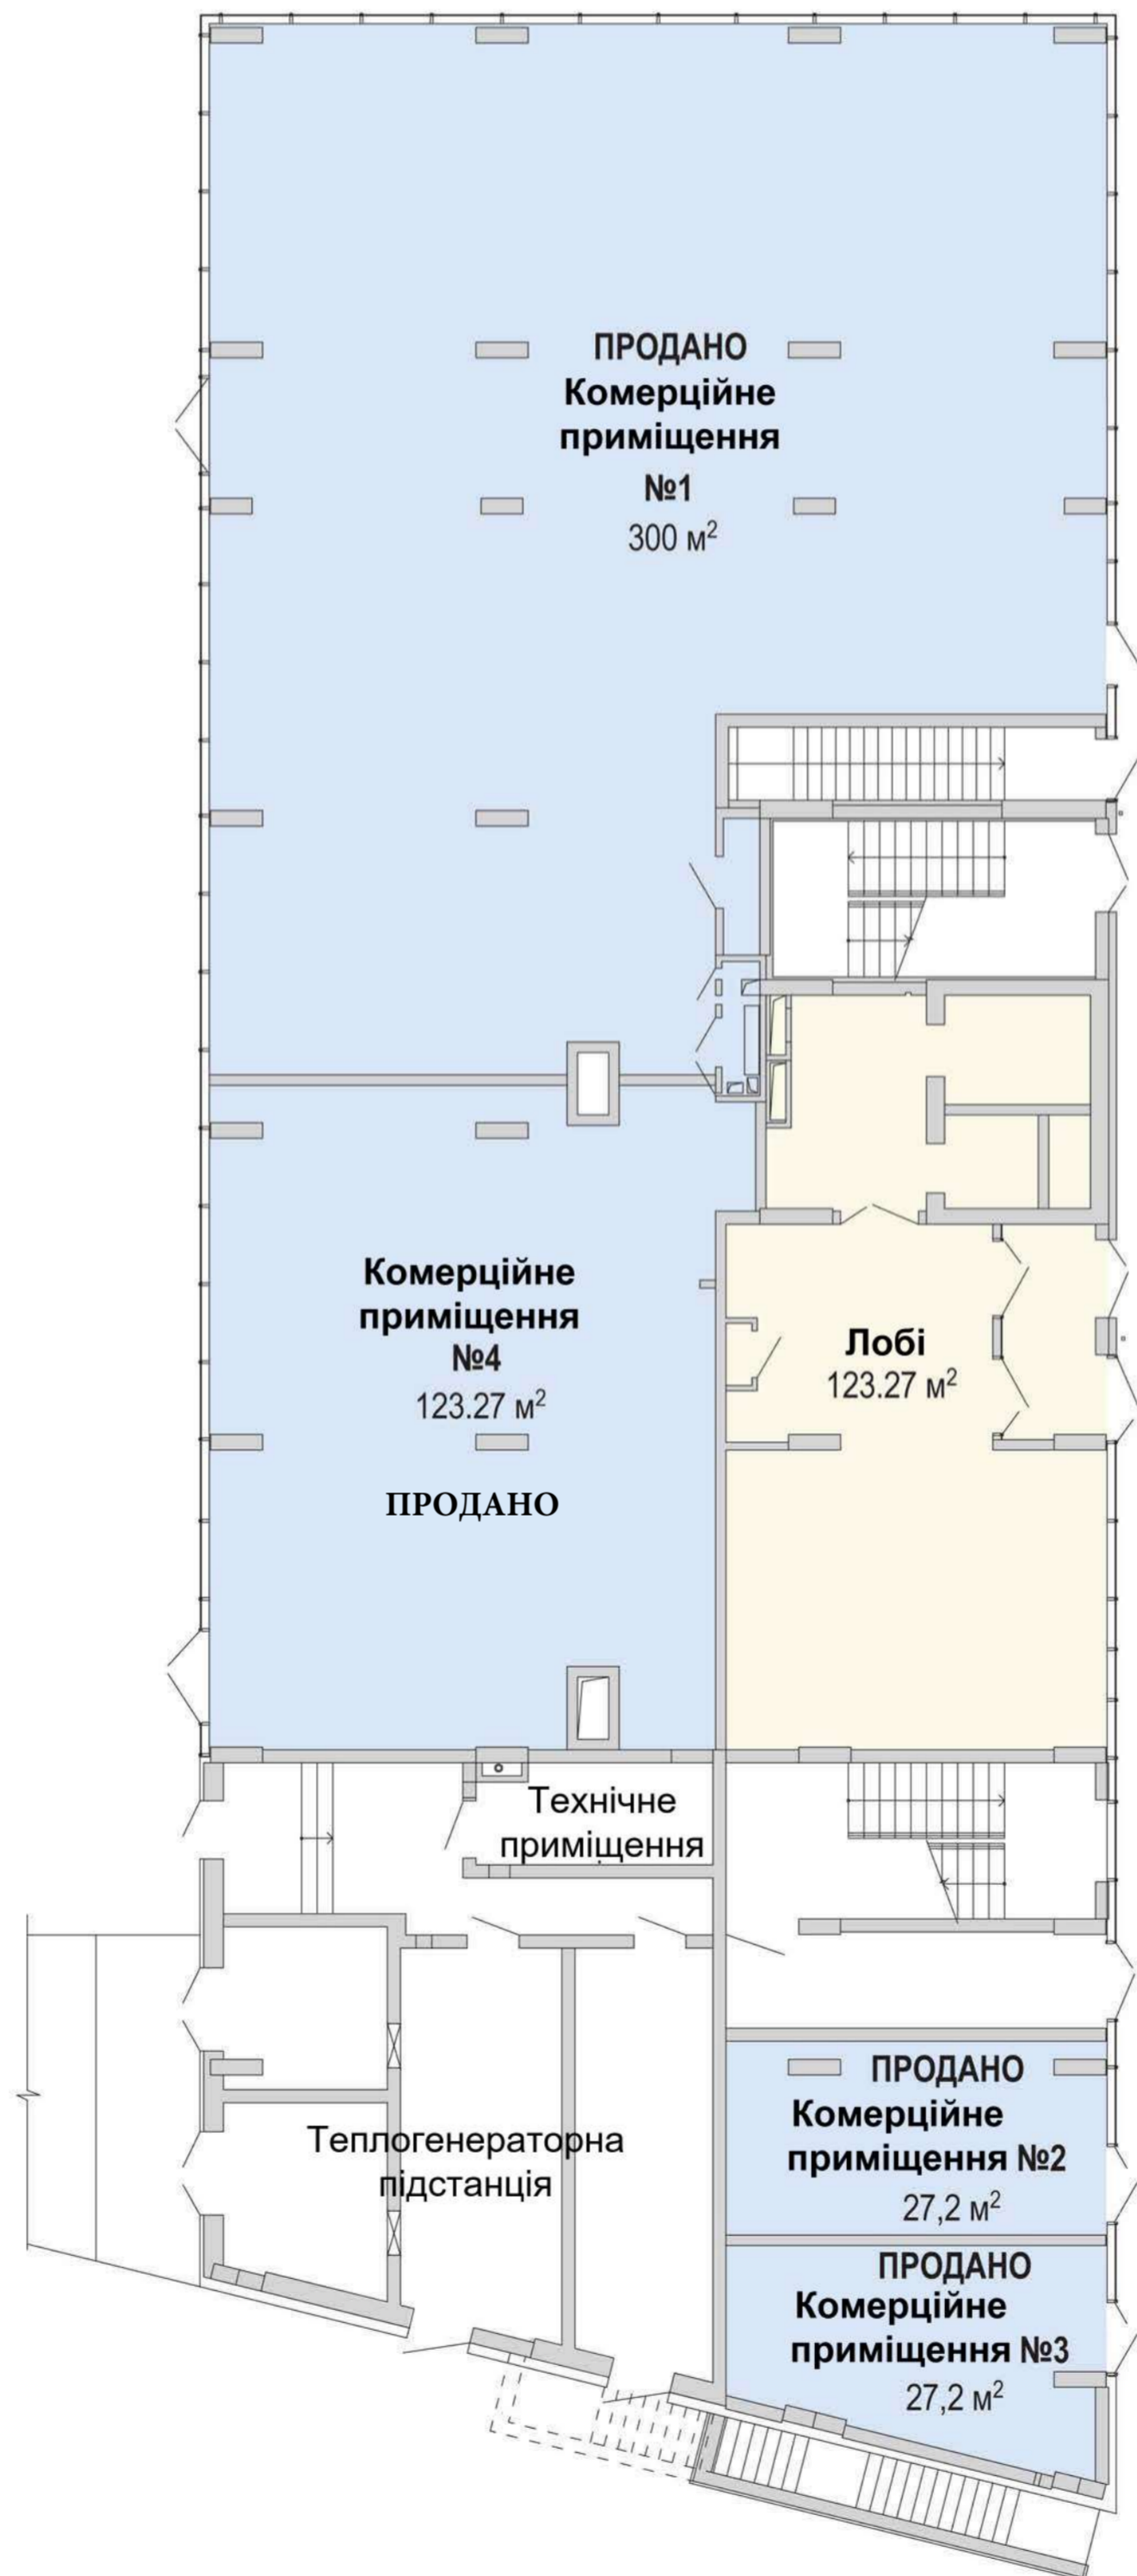 ПРОДАНО
Комерційне
приміщення
№1
300 м²
Комерційне
приміщення
№4
123.27 м²
ПРОДАНО
Лобі
123.27 м²
Технічне
приміщення
Теплогенераторна
підстанція
ПРОДАНО
Комерційне
приміщення №2
27,2 м²
ПРОДАНО
Комерційне
приміщення №3
27,2 м²